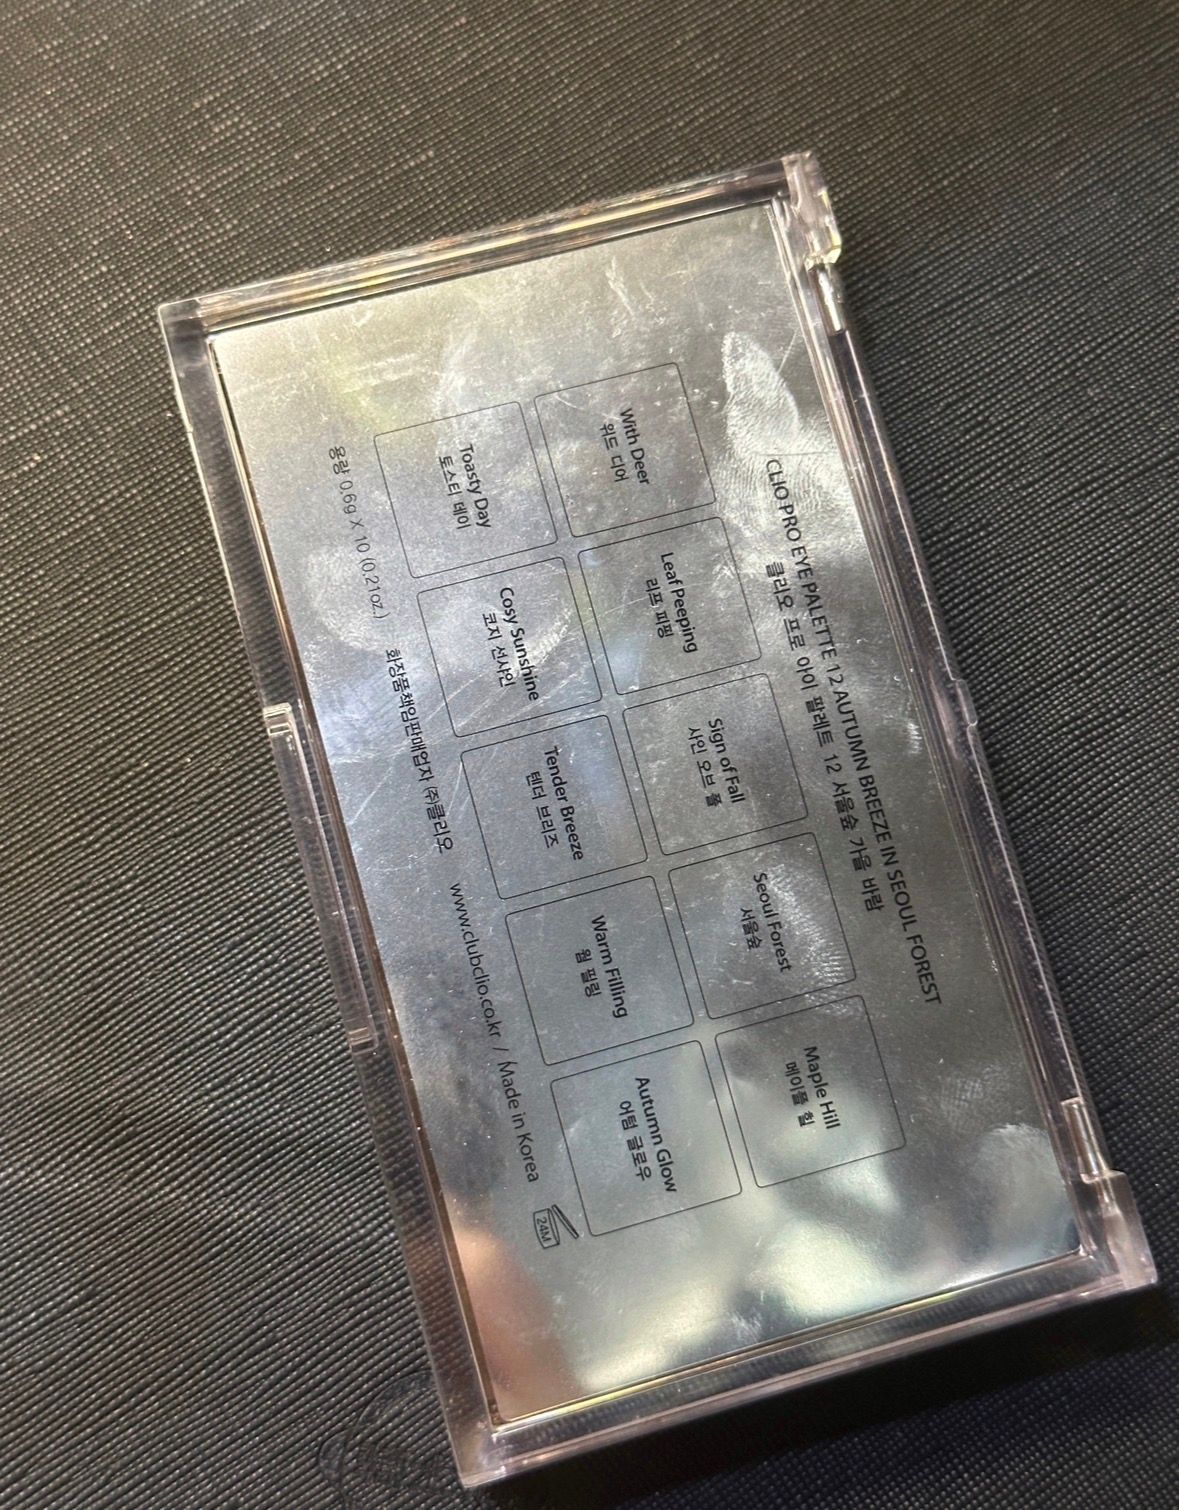 CLIO PRO EYE PALETTE 12 AUTUMN BREEZE IN SEOUL FOREST
클리오 프로 아이 팔레트 12 서울숲 가을 바람
With Deer
위드 디어
Leaf Peeping
리프 피핑
Sign of Fall
사인 오브 폴
Seoul Forest
서울숲
Maple Hill
메이플 힐
Toasty Day
토스티 데이
Cosy Sunshine
코지 선샤인
Tender Breeze
텐더 브리즈
Warm Filling
웜 필링
Autumn Glow
어텀 글로우
용량 0.6g X 10 (0.21oz.) 화장품책임판매업자 ㈜클리오 www.clubclio.co.kr / Made in Korea
24M